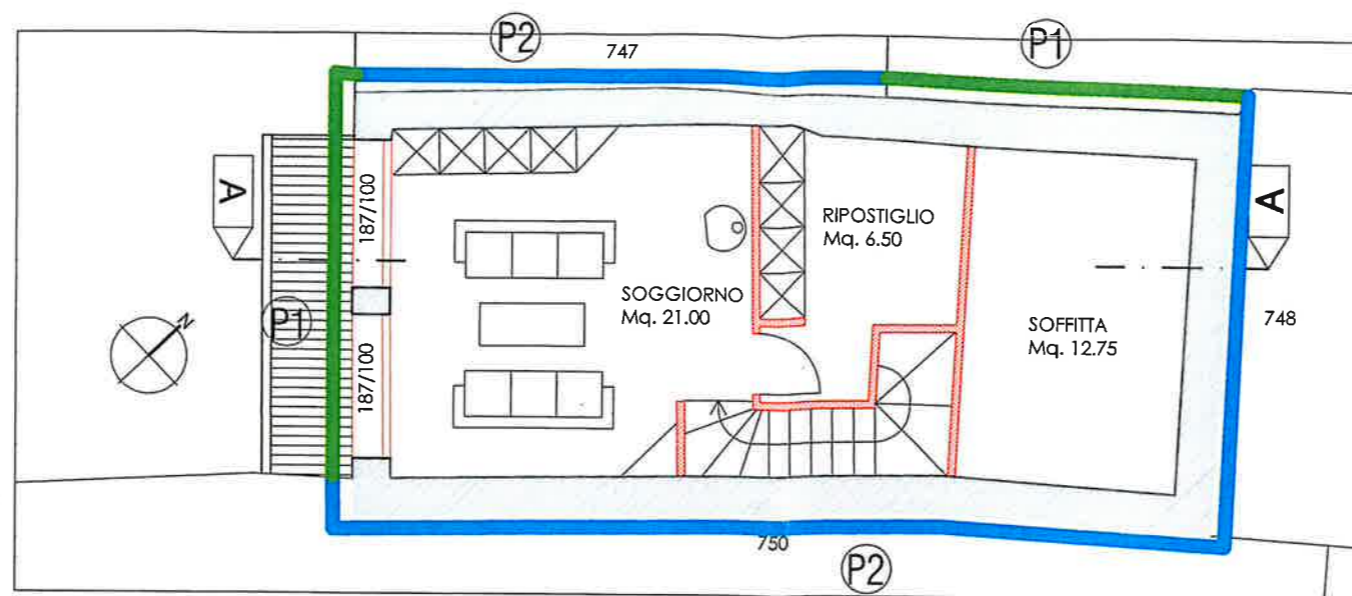 P2
747
P1
A
187/100
RIPOSTIGLIO
Mq. 6.50
A
N
P1
SOGGIORNO
Mq. 21.00
SOFFITTA
Mq. 12.75
748
187/100
750
P2